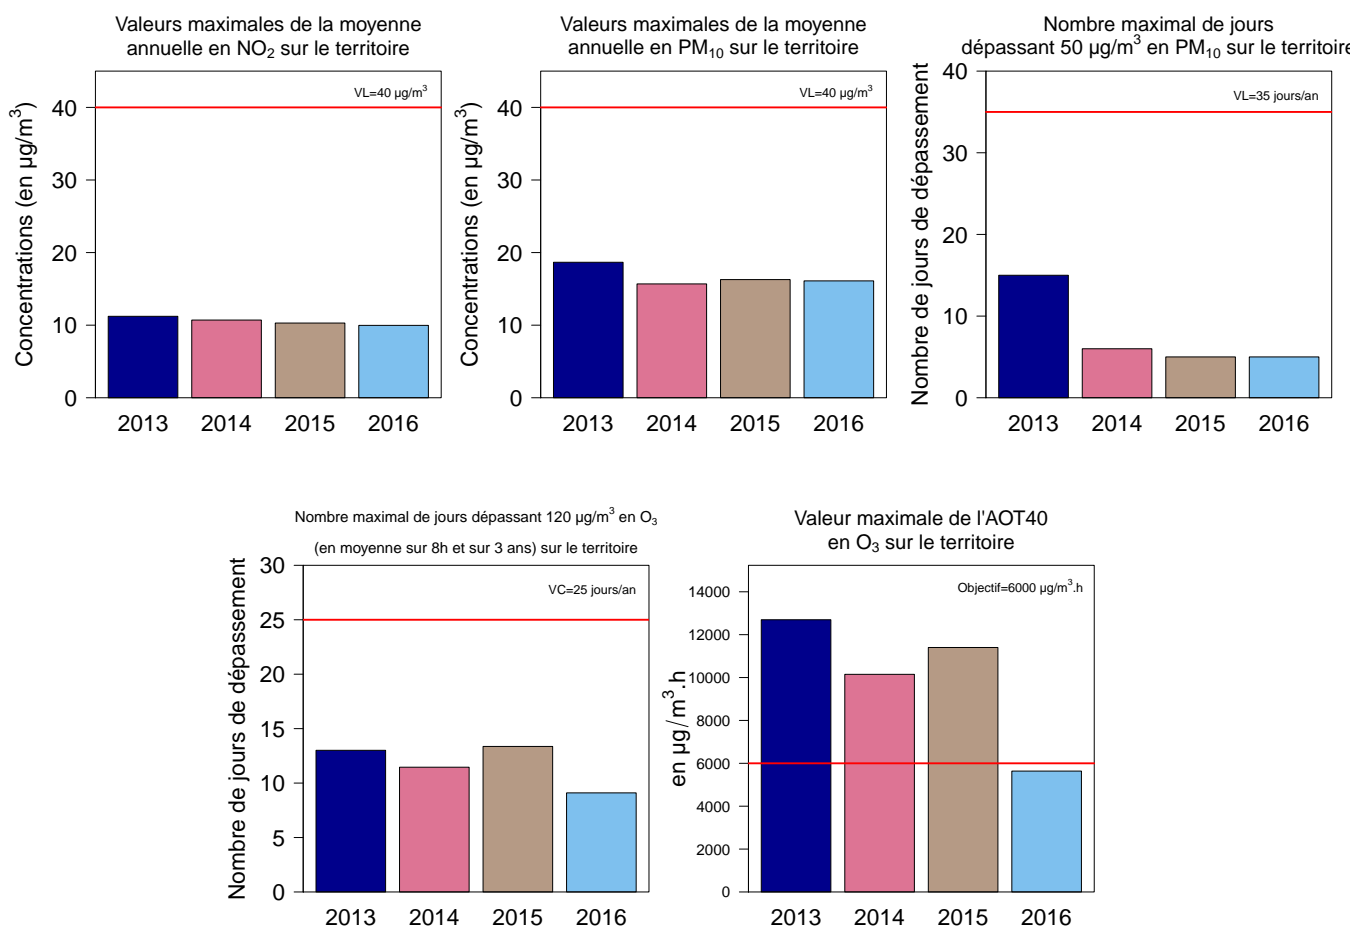 Valeurs maximales de la moyenne
annuelle en NO₂ sur le territoire
VL=40 µg/m³
Concentrations (en µg/m³)
40
30
20
10
0
2013 2014 2015 2016
Valeurs maximales de la moyenne
annuelle en PM₁₀ sur le territoire
VL=40 µg/m³
Concentrations (en µg/m³)
40
30
20
10
0
2013 2014 2015 2016
Nombre maximal de jours
dépassant 50 µg/m³ en PM₁₀ sur le territoire
VL=35 jours/an
Nombre de jours de dépassement
40
30
20
10
0
2013 2014 2015 2016
Nombre maximal de jours dépassant 120 µg/m³ en O₃
(en moyenne sur 8h et sur 3 ans) sur le territoire
VC=25 jours/an
Nombre de jours de dépassement
30
25
20
15
10
5
0
2013 2014 2015 2016
Valeur maximale de l'AOT40
en O₃ sur le territoire
Objectif=6000 µg/m³.h
en µg/m³.h
14000
12000
10000
8000
6000
4000
2000
0
2013 2014 2015 2016